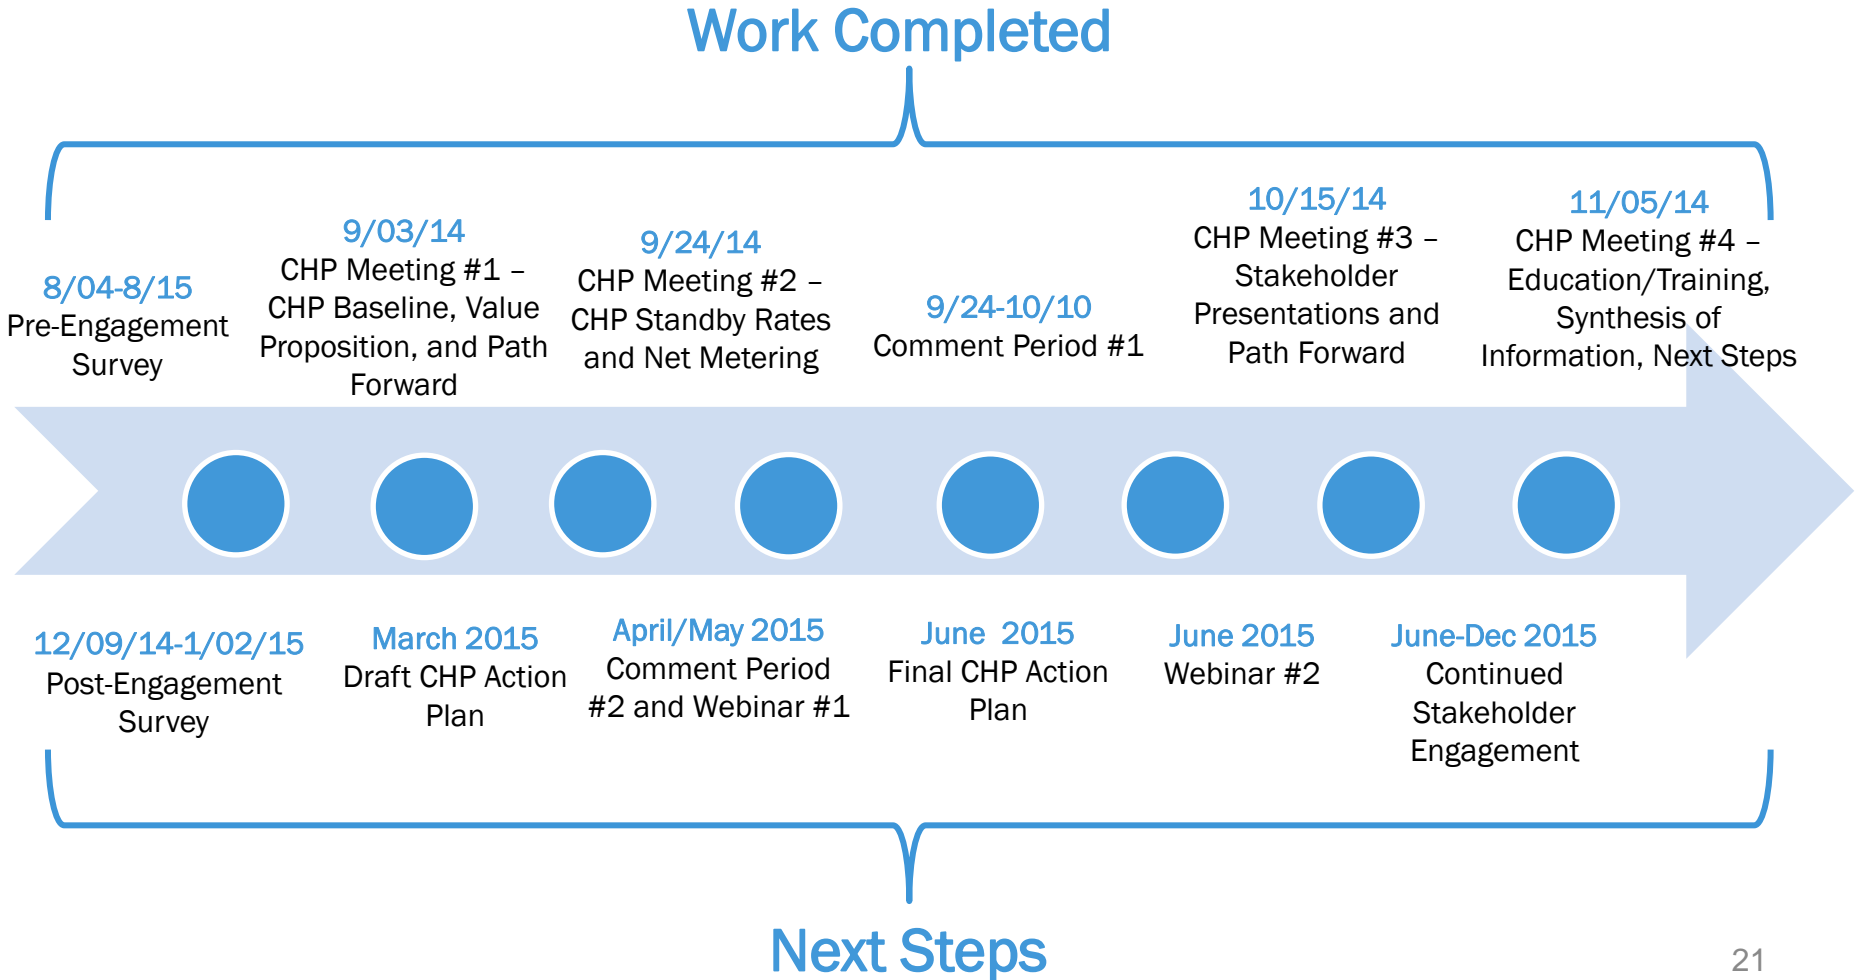 Work Completed
8/04-8/15
Pre-Engagement
Survey
9/03/14
CHP Meeting #1 –
CHP Baseline, Value
Proposition, and Path
Forward
9/24/14
CHP Meeting #2 –
CHP Standby Rates
and Net Metering
9/24-10/10
Comment Period #1
10/15/14
CHP Meeting #3 –
Stakeholder
Presentations and
Path Forward
11/05/14
CHP Meeting #4 –
Education/Training,
Synthesis of
Information, Next Steps
12/09/14-1/02/15
Post-Engagement
Survey
March 2015
Draft CHP Action
Plan
April/May 2015
Comment Period
#2 and Webinar #1
June 2015
Final CHP Action
Plan
June 2015
Webinar #2
June-Dec 2015
Continued
Stakeholder
Engagement
Next Steps
21